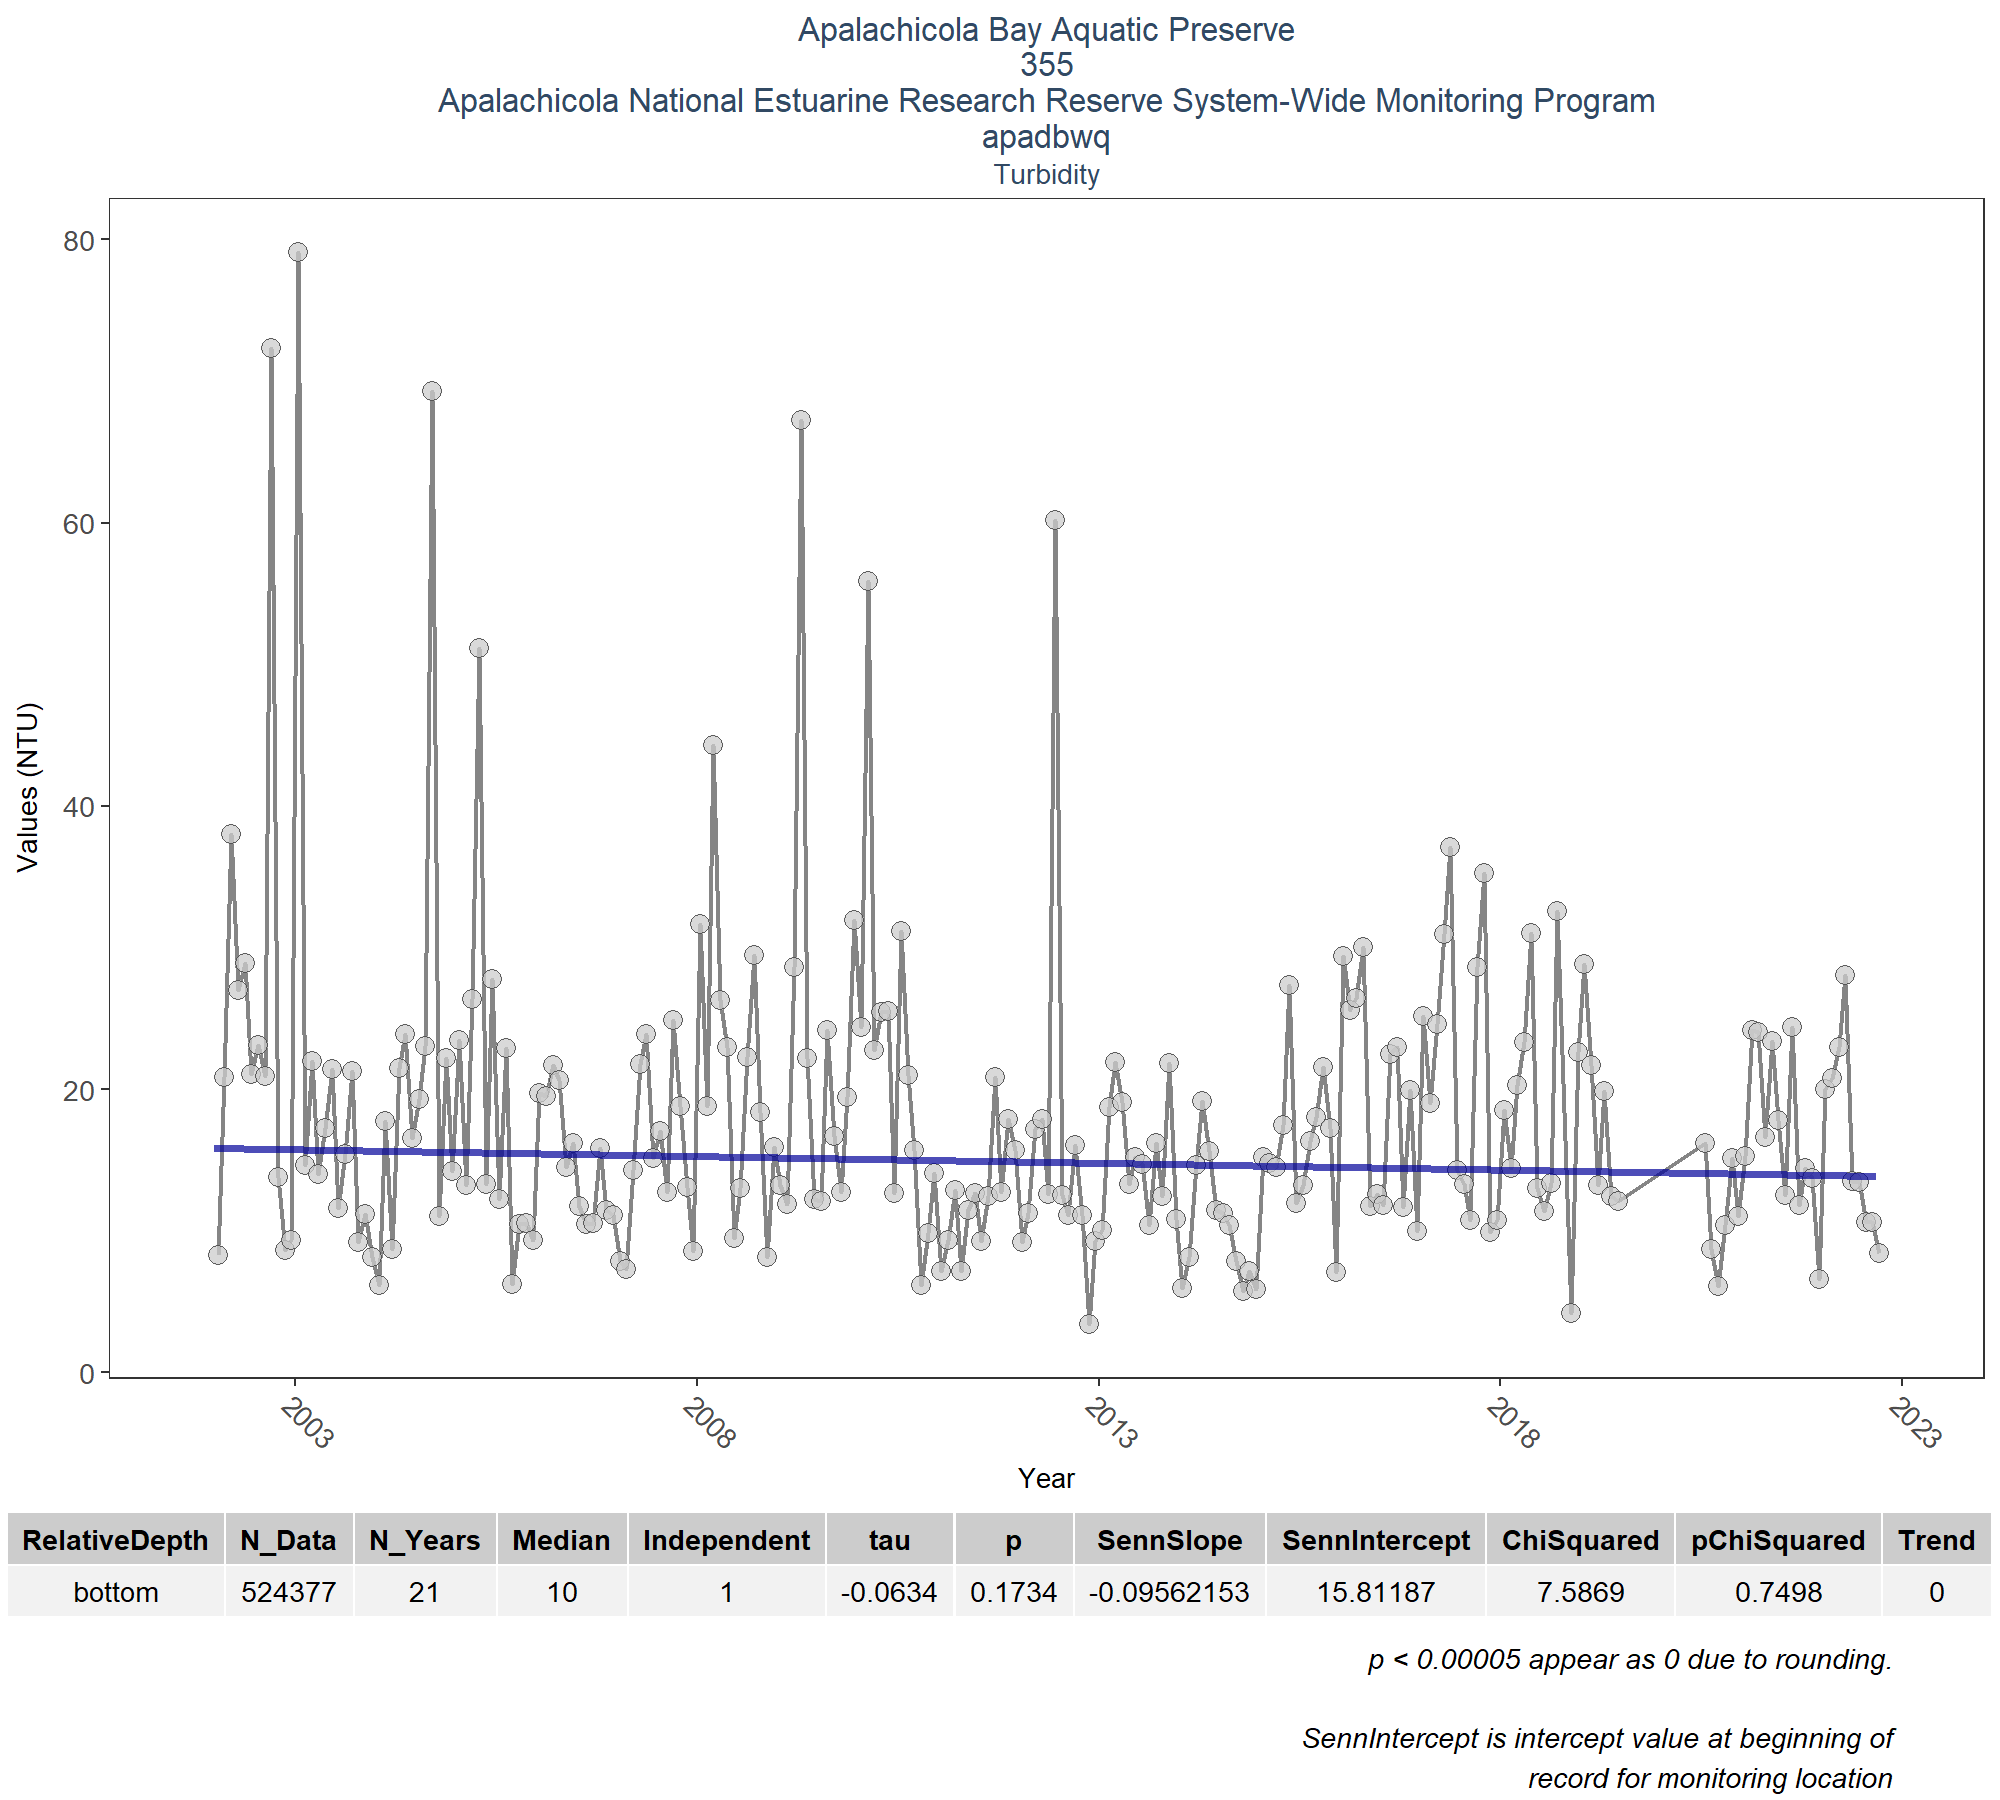 Apalachicola Bay Aquatic Preserve
355
Apalachicola National Estuarine Research Reserve System-Wide Monitoring Program
apadbwq
Turbidity
Values (NTU)
80
60
40
20
0
2003 2008 2013 2018 2023
Year
RelativeDepth N_Data N_Years Median Independent tau p SennSlope SennIntercept ChiSquared pChiSquared Trend
bottom 524377 21 10 1 -0.0634 0.1734 -0.09562153 15.81187 7.5869 0.7498 0
p < 0.00005 appear as 0 due to rounding.
SennIntercept is intercept value at beginning of
record for monitoring location